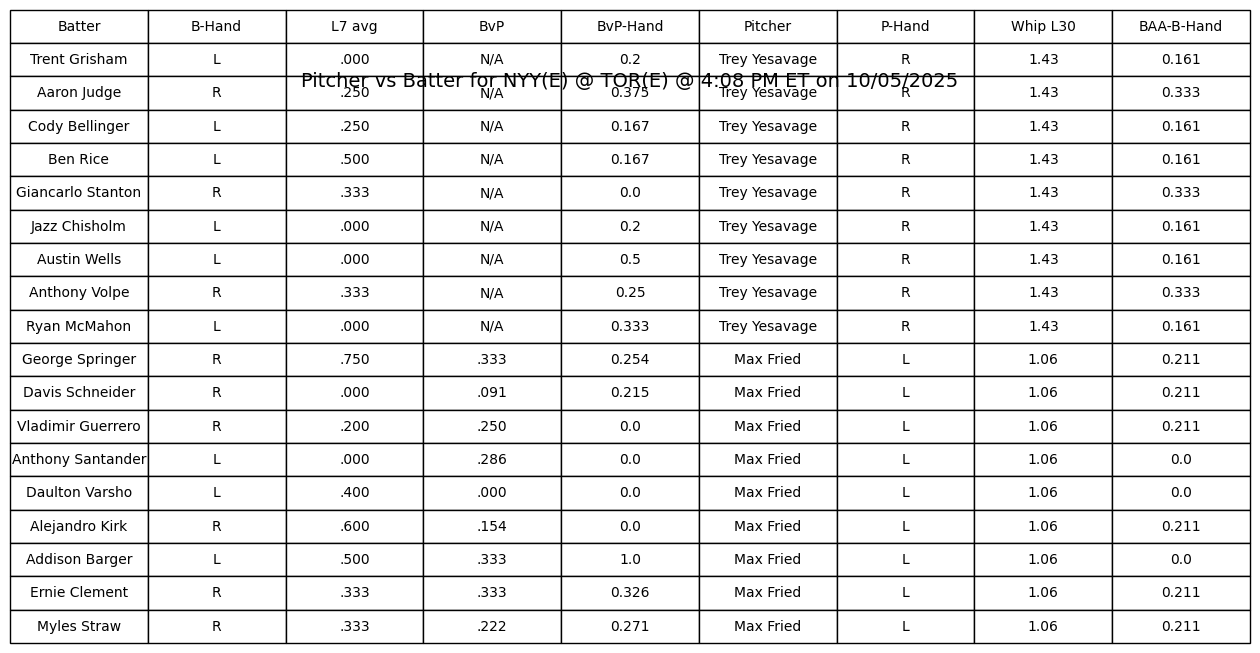 Batter B-Hand L7 avg BvP BvP-Hand Pitcher P-Hand Whip L30 BAA-B-Hand
Trent Grisham L .000 N/A 0.2 Trey Yesavage R 1.43 0.161
Pitcher vs Batter for NYY(E) @ TOR(E) @ 4:08 PM ET on 10/05/2025
Aaron Judge R .250 N/A 0.375 Trey Yesavage R 1.43 0.333
Cody Bellinger L .250 N/A 0.167 Trey Yesavage R 1.43 0.161
Ben Rice L .500 N/A 0.167 Trey Yesavage R 1.43 0.161
Giancarlo Stanton R .333 N/A 0.0 Trey Yesavage R 1.43 0.333
Jazz Chisholm L .000 N/A 0.2 Trey Yesavage R 1.43 0.161
Austin Wells L .000 N/A 0.5 Trey Yesavage R 1.43 0.161
Anthony Volpe R .333 N/A 0.25 Trey Yesavage R 1.43 0.333
Ryan McMahon L .000 N/A 0.333 Trey Yesavage R 1.43 0.161
George Springer R .750 .333 0.254 Max Fried L 1.06 0.211
Davis Schneider R .000 .091 0.215 Max Fried L 1.06 0.211
Vladimir Guerrero R .200 .250 0.0 Max Fried L 1.06 0.211
Anthony Santander L .000 .286 0.0 Max Fried L 1.06 0.0
Daulton Varsho L .400 .000 0.0 Max Fried L 1.06 0.0
Alejandro Kirk R .600 .154 0.0 Max Fried L 1.06 0.211
Addison Barger L .500 .333 1.0 Max Fried L 1.06 0.0
Ernie Clement R .333 .333 0.326 Max Fried L 1.06 0.211
Myles Straw R .333 .222 0.271 Max Fried L 1.06 0.211